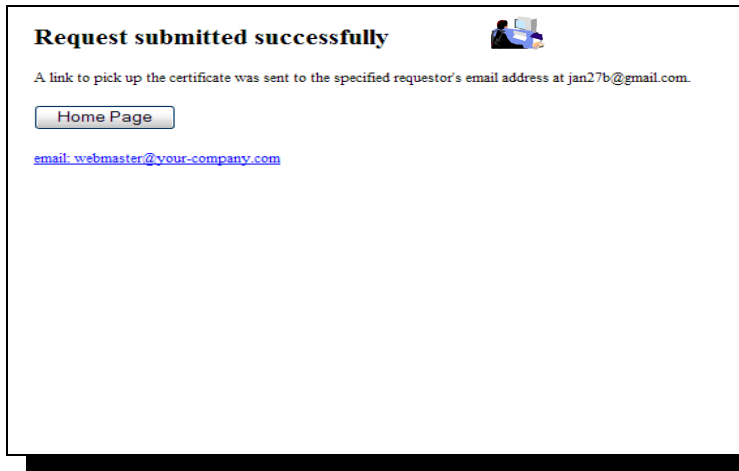 Request submitted successfully
A link to pick up the certificate was sent to the specified requestor's email address at jan27b@gmail.com.
Home Page
email: webmaster@your-company.com